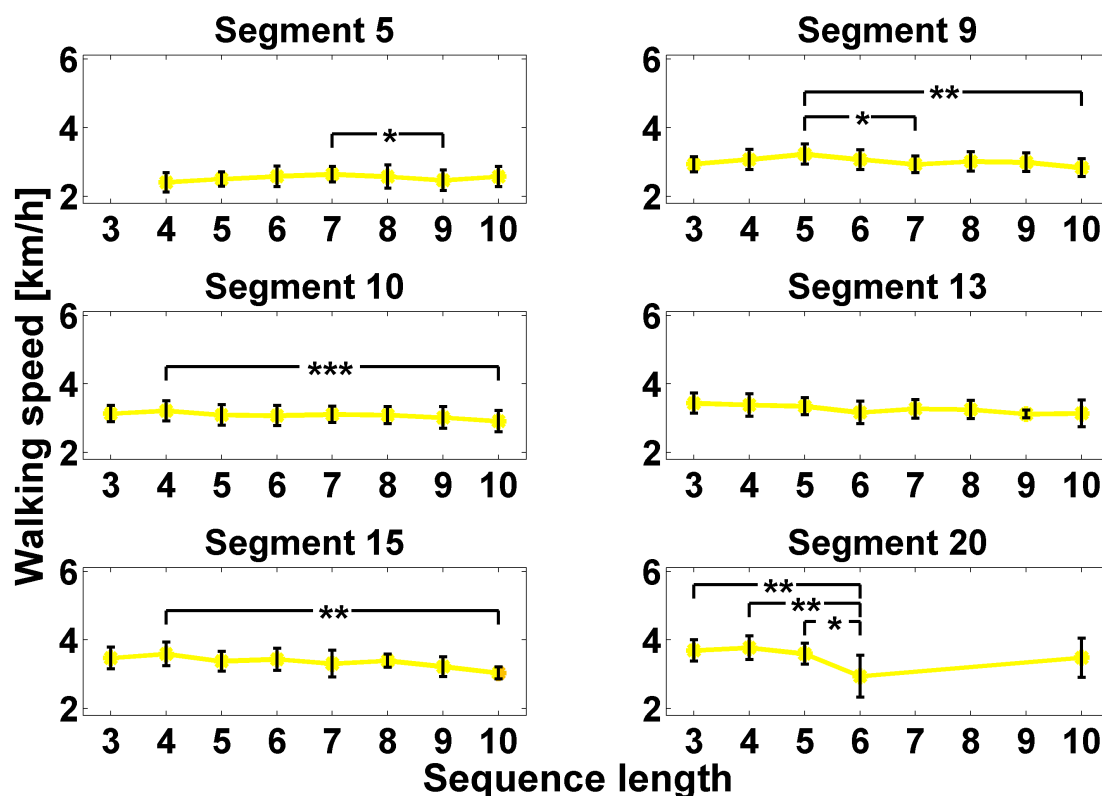 Segment 5
6
*
4
2
3 4 5 6 7 8 9 10
Segment 9
6
**
4
*
2
3 4 5 6 7 8 9 10
Walking speed [km/h]
Segment 10
6
4
***
2
3 4 5 6 7 8 9 10
Segment 13
6
4
2
3 4 5 6 7 8 9 10
Segment 15
6
**
4
2
3 4 5 6 7 8 9 10
Segment 20
6
**
**
*
4
2
3 4 5 6 7 8 9 10
Sequence length